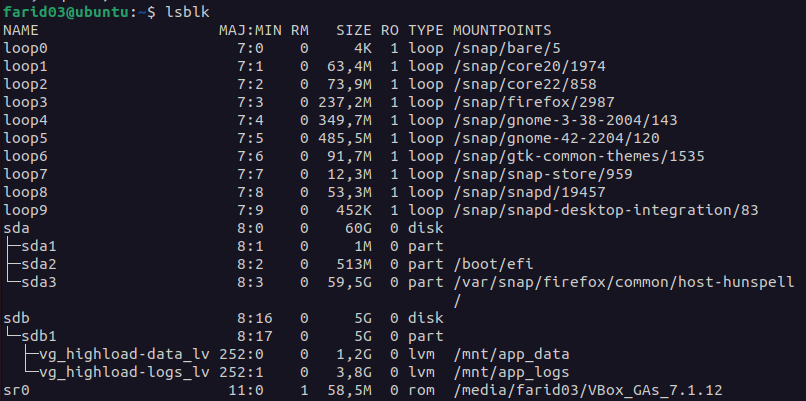 farid03@ubuntu:~$ lsblk
NAME                    MAJ:MIN RM   SIZE RO TYPE MOUNTPOINTS
loop0                     7:0    0     4K  1 loop /snap/bare/5
loop1                     7:1    0  63,4M  1 loop /snap/core20/1974
loop2                     7:2    0  73,9M  1 loop /snap/core22/858
loop3                     7:3    0 237,2M  1 loop /snap/firefox/2987
loop4                     7:4    0 349,7M  1 loop /snap/gnome-3-38-2004/143
loop5                     7:5    0 485,5M  1 loop /snap/gnome-42-2204/120
loop6                     7:6    0  91,7M  1 loop /snap/gtk-common-themes/1535
loop7                     7:7    0  12,3M  1 loop /snap/snap-store/959
loop8                     7:8    0  53,3M  1 loop /snap/snapd/19457
loop9                     7:9    0   452K  1 loop /snap/snapd-desktop-integration/83
sda                       8:0    0    60G  0 disk
├─sda1                    8:1    0     1M  0 part
├─sda2                    8:2    0   513M  0 part /boot/efi
└─sda3                    8:3    0  59,5G  0 part /var/snap/firefox/common/host-hunspell
                                                  /
sdb                       8:16   0     5G  0 disk
└─sdb1                    8:17   0     5G  0 part
  ├─vg_highload-data_lv 252:0    0   1,2G  0 lvm  /mnt/app_data
  └─vg_highload-logs_lv 252:1    0   3,8G  0 lvm  /mnt/app_logs
sr0                      11:0    1  58,5M  0 rom  /media/farid03/VBox_GAs_7.1.12